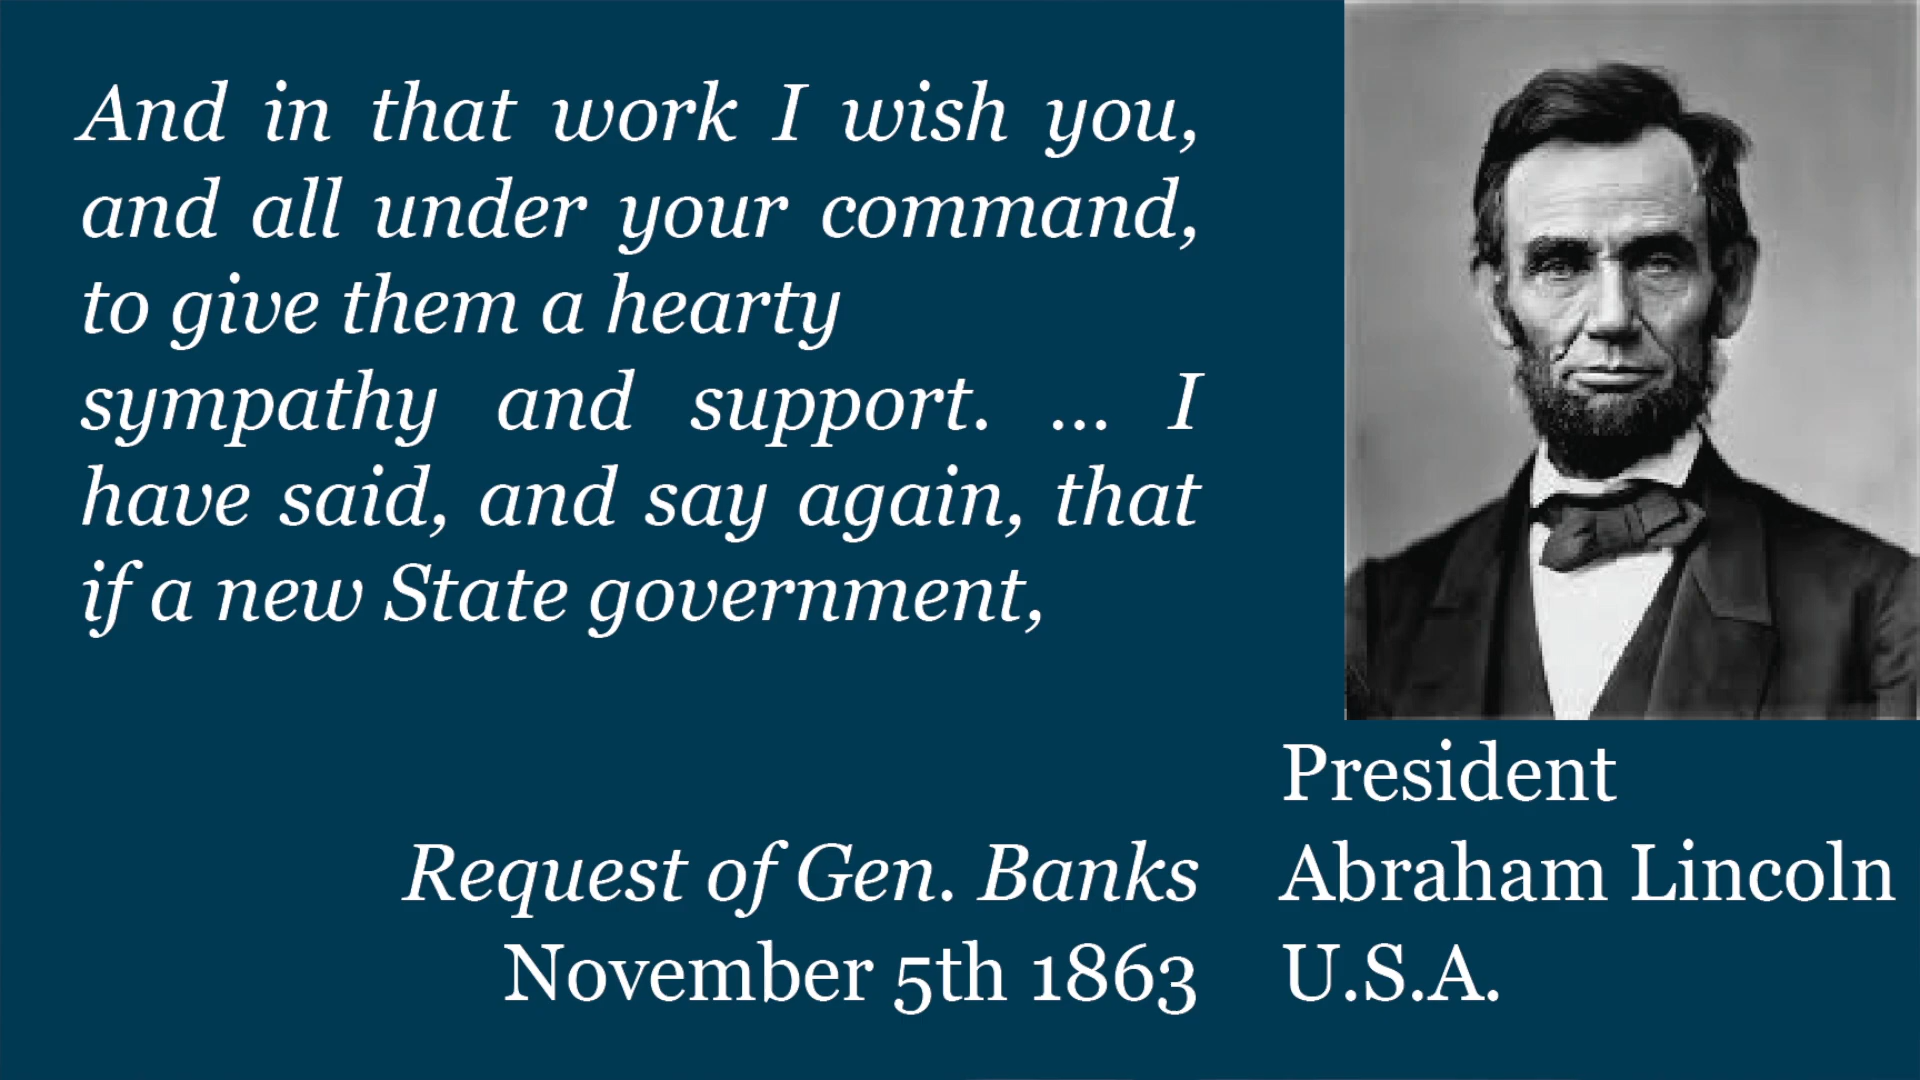 And in that work I wish you,
and all under your command,
to give them a hearty
sympathy and support. ... I
have said, and say again, that
if a new State government,
Request of Gen. Banks
November 5th 1863
President
Abraham Lincoln
U.S.A.